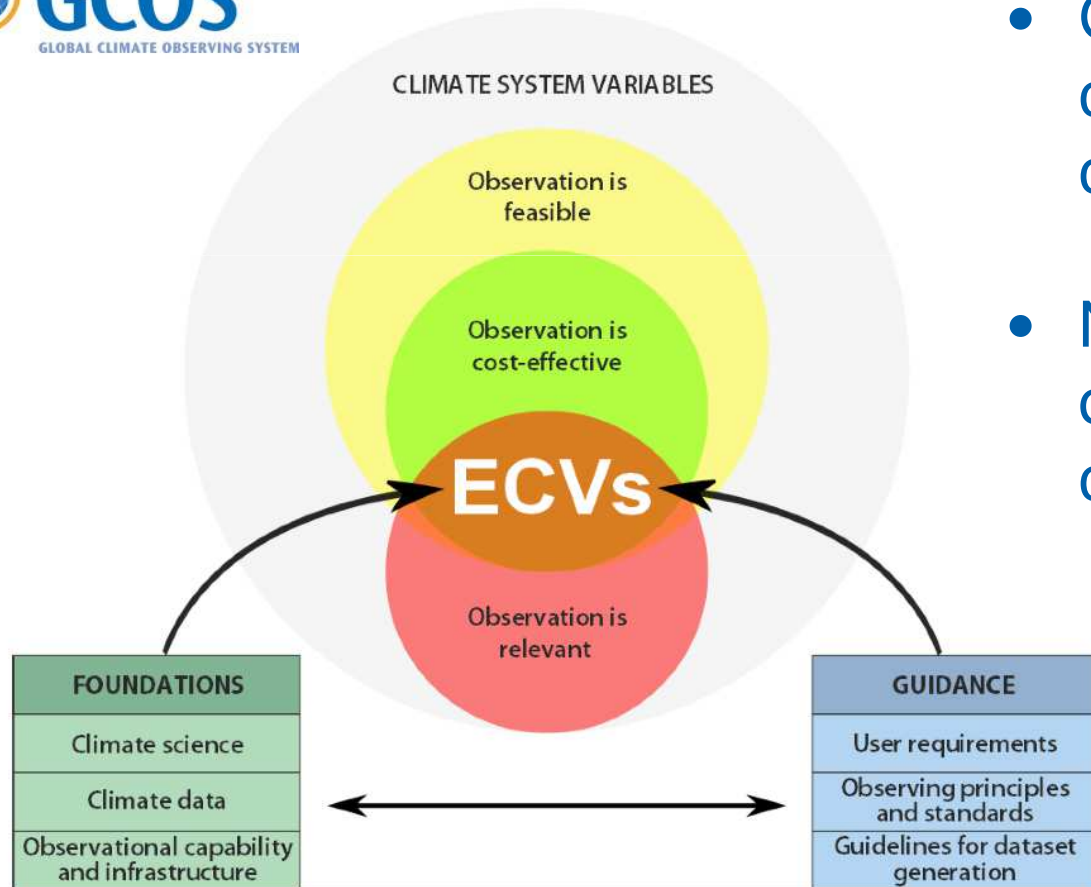 GCOS
GLOBAL CLIMATE OBSERVING SYSTEM
CLIMATE SYSTEM VARIABLES
Observation is
feasible
Observation is
cost-effective
ECVs
Observation is
relevant
FOUNDATIONS
Climate science
Climate data
Observational capability
and infrastructure
GUIDANCE
User requirements
Observing principles
and standards
Guidelines for dataset
generation